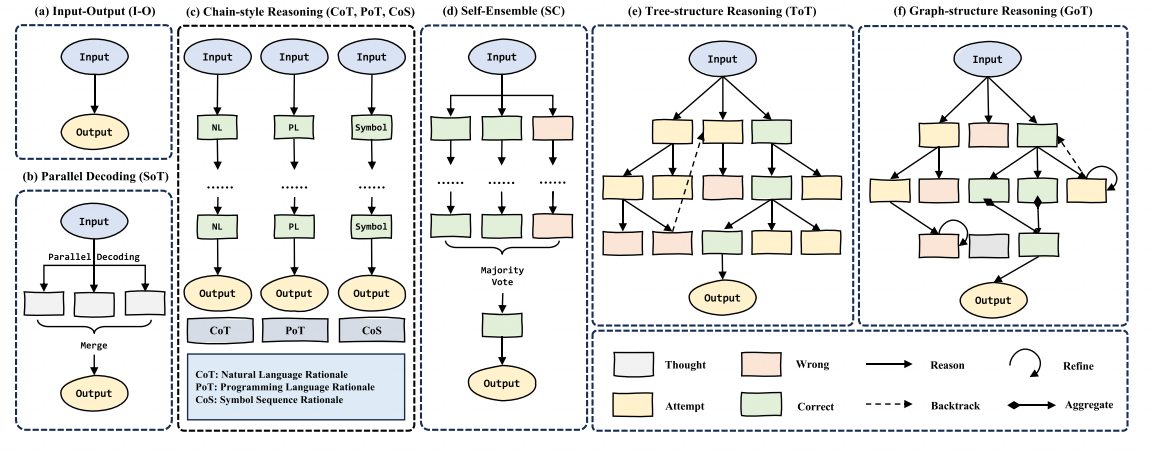 (a) Input-Output (I-O)
Input
Output
(b) Parallel Decoding (SoT)
Input
Parallel Decoding
Merge
Output
(c) Chain-style Reasoning (CoT, PoT, CoS)
Input Input Input
NL PL Symbol
...... ...... ......
NL PL Symbol
Output Output Output
CoT PoT CoS
CoT: Natural Language Rationale
PoT: Programming Language Rationale
CoS: Symbol Sequence Rationale
(d) Self-Ensemble (SC)
Input
...... ...... ......
Majority
Vote
Output
(e) Tree-structure Reasoning (ToT)
Input
Output
(f) Graph-structure Reasoning (GoT)
Input
Output
Thought Wrong Reason Refine
Attempt Correct Backtrack Aggregate